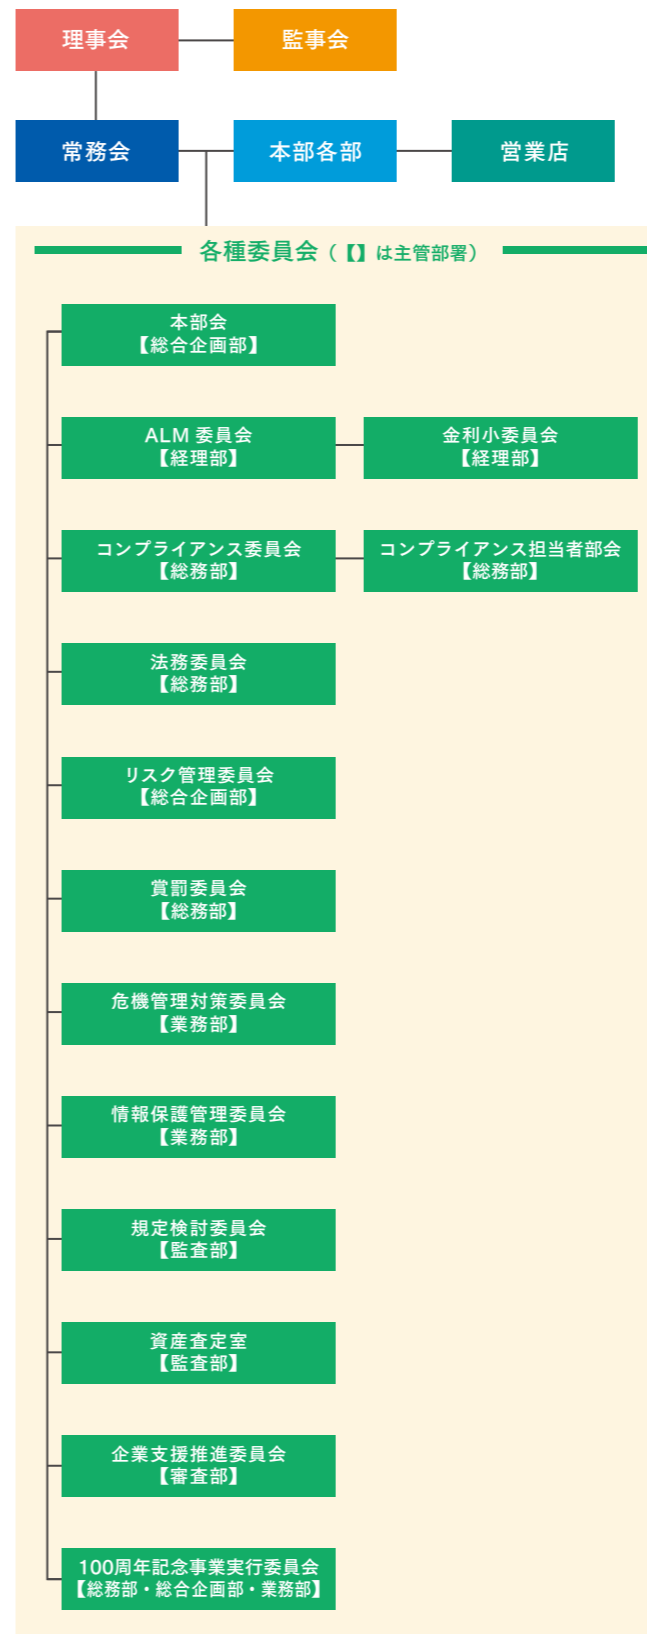 理事会
監事会
常務会
本部各部
営業店
各種委員会（【】は主管部署）
本部会
【総合企画部】
ALM 委員会
【経理部】
金利小委員会
【経理部】
コンプライアンス委員会
【総務部】
コンプライアンス担当者部会
【総務部】
法務委員会
【総務部】
リスク管理委員会
【総合企画部】
賞罰委員会
【総務部】
危機管理対策委員会
【業務部】
情報保護管理委員会
【業務部】
規定検討委員会
【監査部】
資産査定室
【監査部】
企業支援推進委員会
【審査部】
100周年記念事業実行委員会
【総務部・総合企画部・業務部】